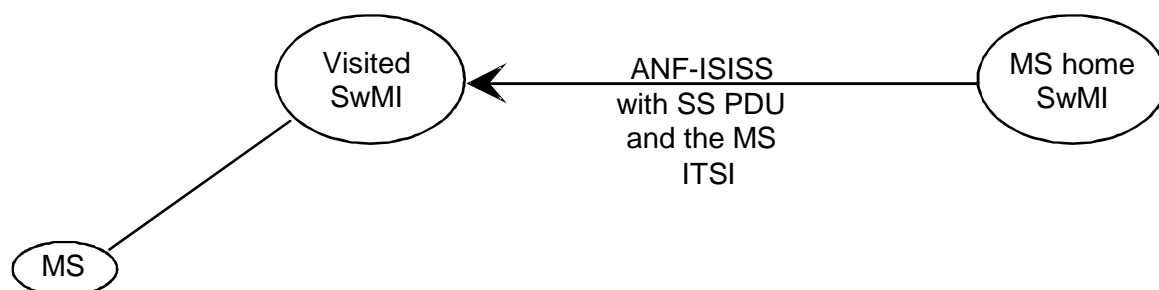 Visited
SwMI
ANF-ISISS
with SS PDU
and the MS
ITSI
MS home
SwMI
MS